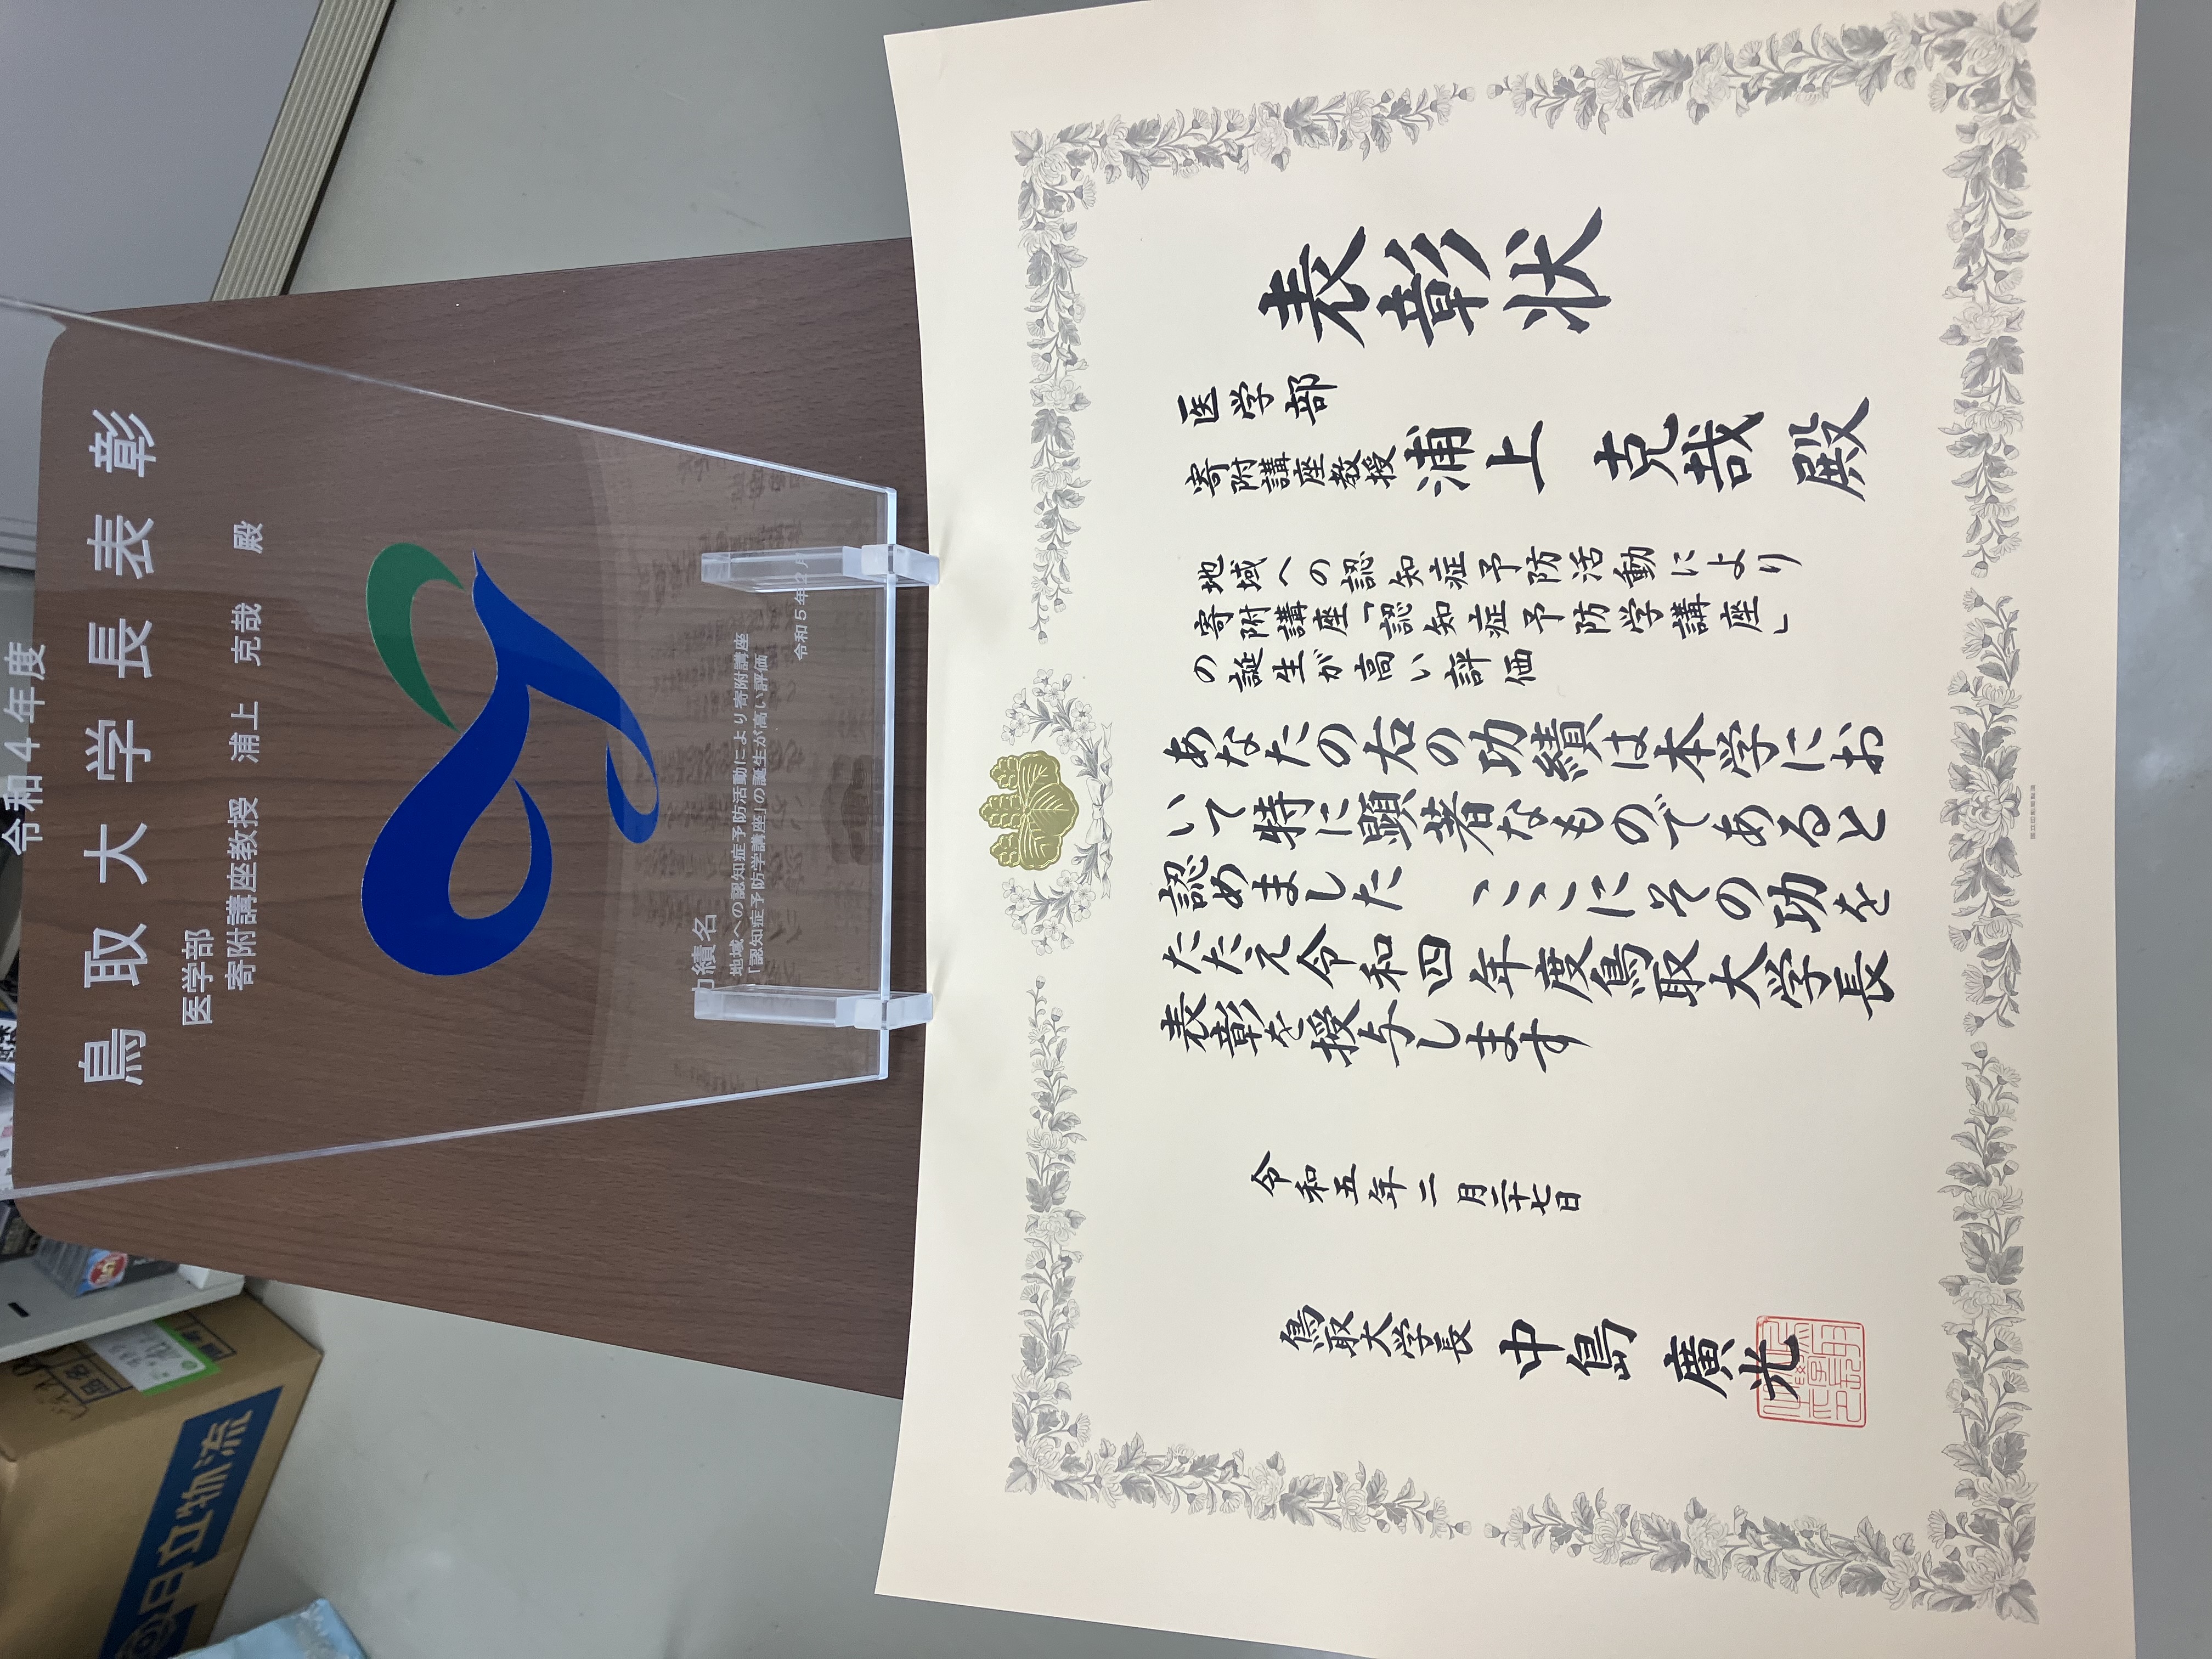 令和4年度
鳥取大学長表彰
医学部
寄附講座教授 浦上 克哉 殿
功績名
地域への認知症予防活動により寄附講座
「認知症予防学講座」の誕生が高い評価
令和5年2月
表彰状
医学部
寄附講座教授
浦上 克哉 殿
地域への認知症予防活動により
寄附講座「認知症予防学講座」
の誕生が高い評価
あなたの右の功績は本学にお
いて特に顕著なものであると
認めました ここにその功を
たたえ令和四年度鳥取大学長
表彰を授与します
令和五年二月二十七日
鳥取大学長
中島 廣光
日立物流
品名